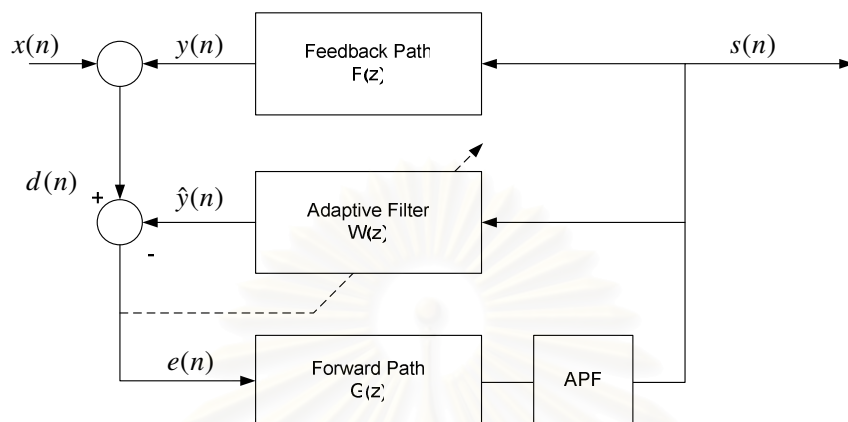 x(n) y(n) Feedback Path s(n)
F(z)
d(n) + ŷ(n) Adaptive Filter
W(z)
-
e(n) Forward Path APF
G(z)